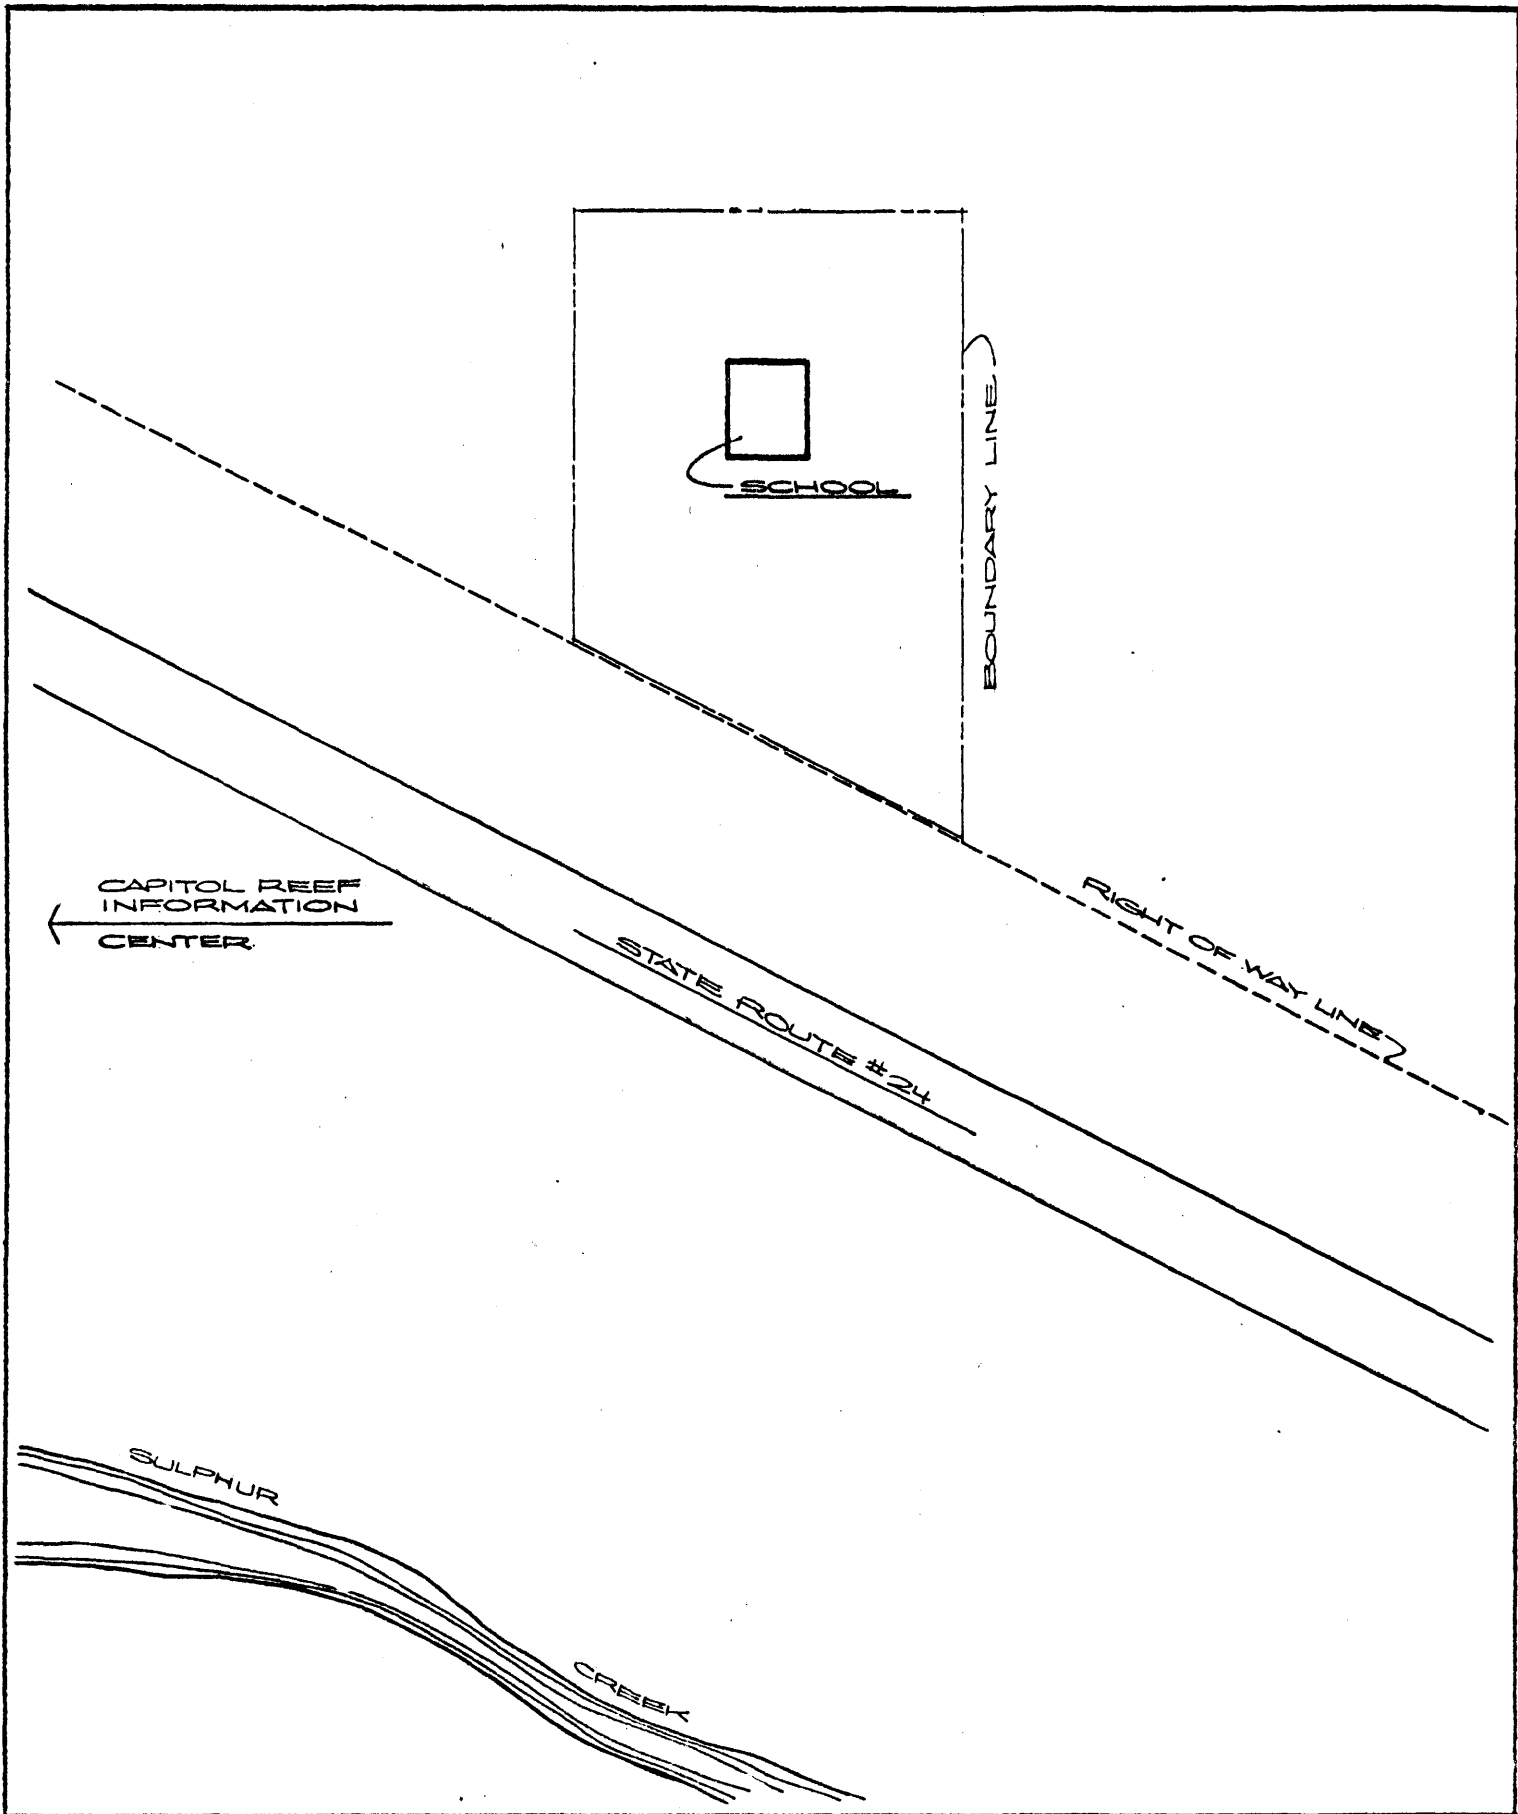 SCHOOL
BOUNDARY LINE
CAPITOL REEF
INFORMATION
CENTER
RIGHT OF WAY LINE
STATE ROUTE #24
SULPHUR
CREEK